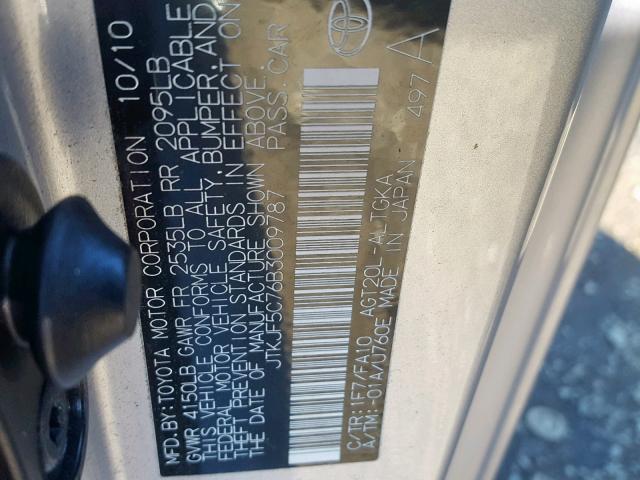 MFD.BY:TOYOTA MOTOR CORPORATION 10/10
GVWR 4150LB GAWR FR 2535LB RR 2095LB
THIS VEHICLE CONFORMS TO ALL APPLICABLE
FEDERAL MOTOR VEHICLE SAFETY, BUMPER, AND
THEFT PREVENTION STANDARDS IN EFFECT ON
THE DATE OF MANUFACTURE SHOWN ABOVE.
JTKJF5C76B3009787 PASS.CAR
C/TR:1F7/FA10 AGT20L-ALTGKA
A/TM:-01A/U760E MADE IN JAPAN 497 A